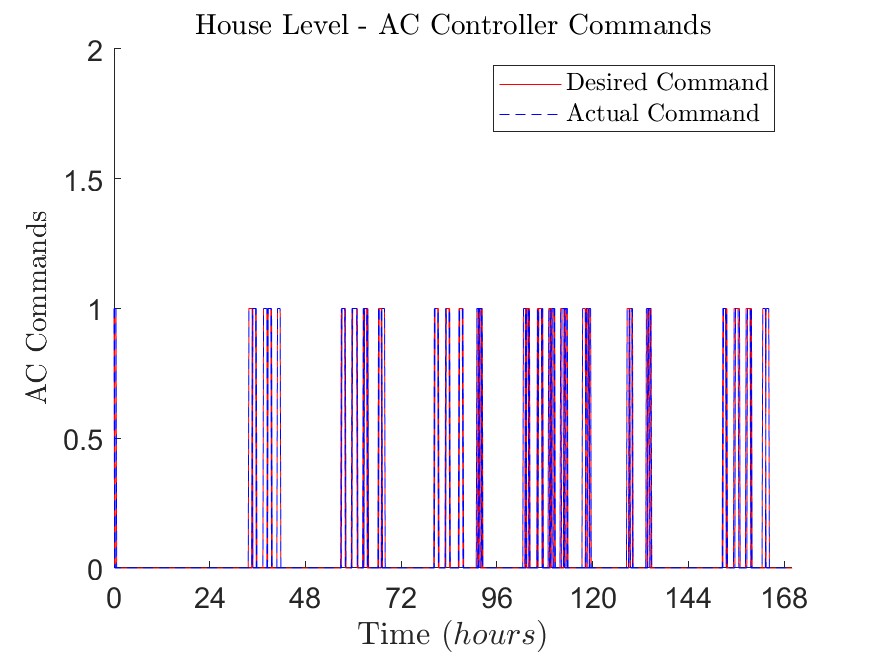 House Level - AC Controller Commands
Desired Command
Actual Command
2
1.5
1
0.5
0
AC Commands
0 24 48 72 96 120 144 168
Time (hours)